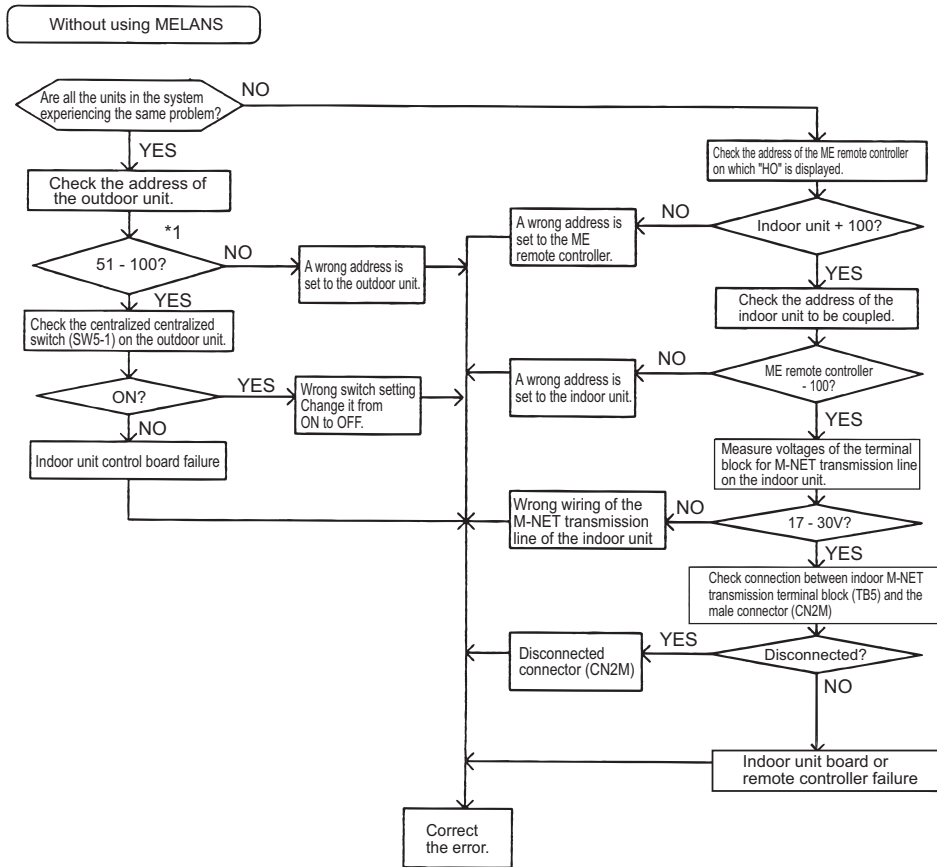 Without using MELANS
Are all the units in the system
experiencing the same problem?
NO
YES
Check the address of
the outdoor unit.
*1
51 - 100?
NO
A wrong address is
set to the outdoor unit.
YES
Check the centralized centralized
switch (SW5-1) on the outdoor unit.
ON?
YES
Wrong switch setting
Change it from
ON to OFF.
NO
Indoor unit control board failure
Check the address of the ME remote controller
on which "HO" is displayed.
Indoor unit + 100?
NO
A wrong address is
set to the ME
remote controller.
YES
Check the address of the
indoor unit to be coupled.
ME remote controller
- 100?
NO
A wrong address is
set to the indoor unit.
YES
Measure voltages of the terminal
block for M-NET transmission line
on the indoor unit.
17 - 30V?
NO
Wrong wiring of the
M-NET transmission
line of the indoor unit
YES
Check connection between indoor M-NET
transmission terminal block (TB5) and the
male connector (CN2M)
Disconnected?
YES
Disconnected
connector (CN2M)
NO
Indoor unit board or
remote controller failure
Correct
the error.